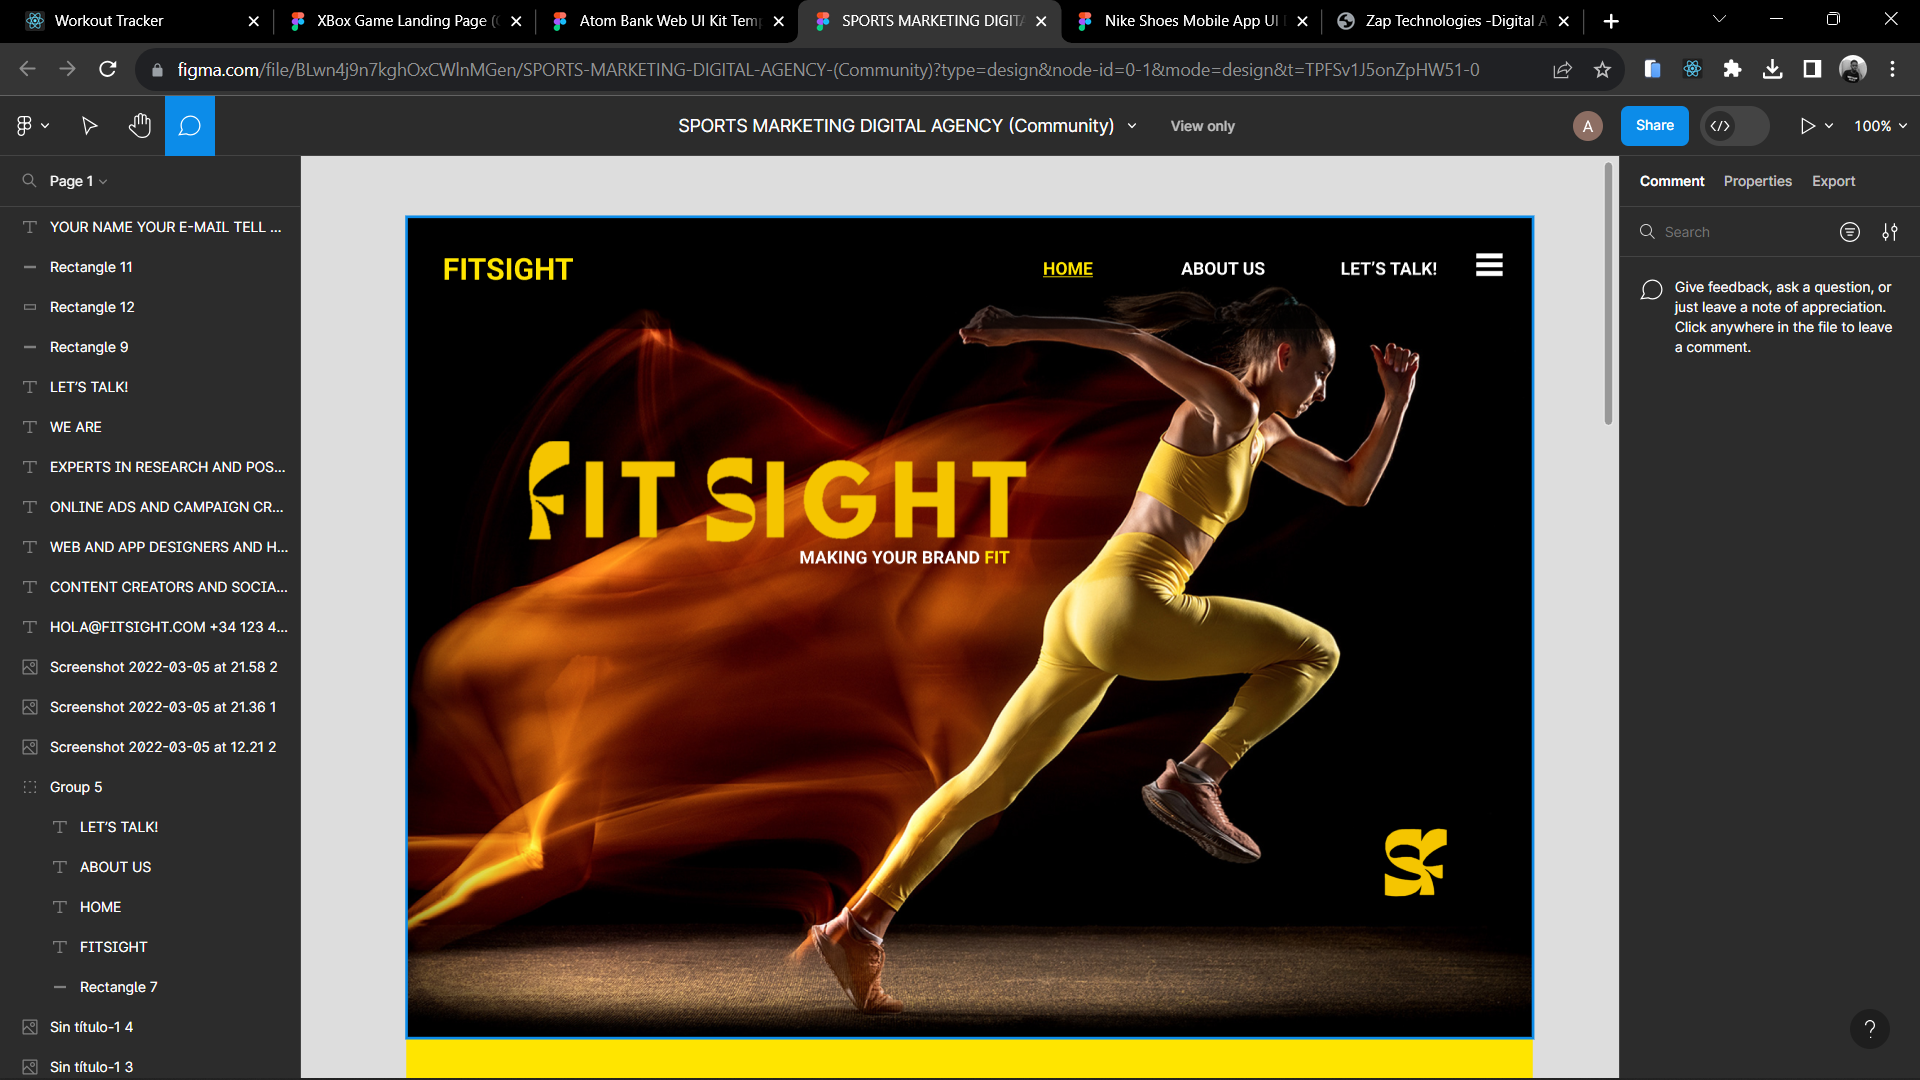 Workout Tracker
XBox Game Landing Page (
Atom Bank Web UI Kit Tem
SPORTS MARKETING DIGIT
Nike Shoes Mobile App UI
Zap Technologies -Digital A
figma.com/file/BLwn4j9n7kghOxCWlnMGen/SPORTS-MARKETING-DIGITAL-AGENCY-(Community)?type=design&node-id=0-1&mode=design&t=TPFSv1J5onZpHW51-0
SPORTS MARKETING DIGITAL AGENCY (Community)
View only
A
Share
100%
Page 1
YOUR NAME YOUR E-MAIL TELL ...
Rectangle 11
Rectangle 12
Rectangle 9
LET'S TALK!
WE ARE
EXPERTS IN RESEARCH AND POS...
ONLINE ADS AND CAMPAIGN CR...
WEB AND APP DESIGNERS AND H...
CONTENT CREATORS AND SOCIA...
HOLA@FITSIGHT.COM +34 123 4...
Screenshot 2022-03-05 at 21.58 2
Screenshot 2022-03-05 at 21.36 1
Screenshot 2022-03-05 at 12.21 2
Group 5
LET'S TALK!
ABOUT US
HOME
FITSIGHT
Rectangle 7
Sin título-1 4
Sin título-1 3
FITSIGHT
HOME
ABOUT US
LET'S TALK!
FIT SIGHT
MAKING YOUR BRAND FIT
SF
Comment
Properties
Export
Search
Give feedback, ask a question, or
just leave a note of appreciation.
Click anywhere in the file to leave
a comment.
?